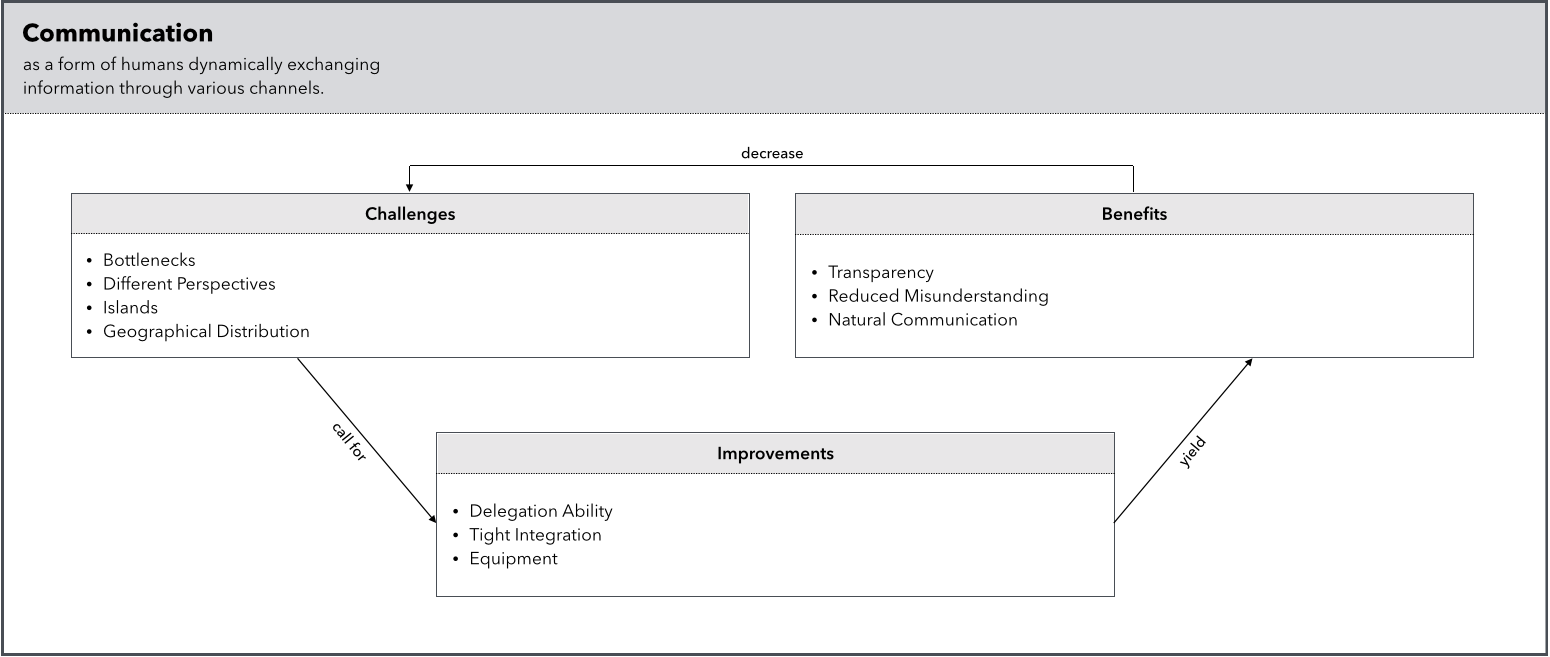 Communication
as a form of humans dynamically exchanging
information through various channels.
decrease
Challenges
• Bottlenecks
• Different Perspectives
• Islands
• Geographical Distribution
Benefits
• Transparency
• Reduced Misunderstanding
• Natural Communication
call for
yield
Improvements
• Delegation Ability
• Tight Integration
• Equipment